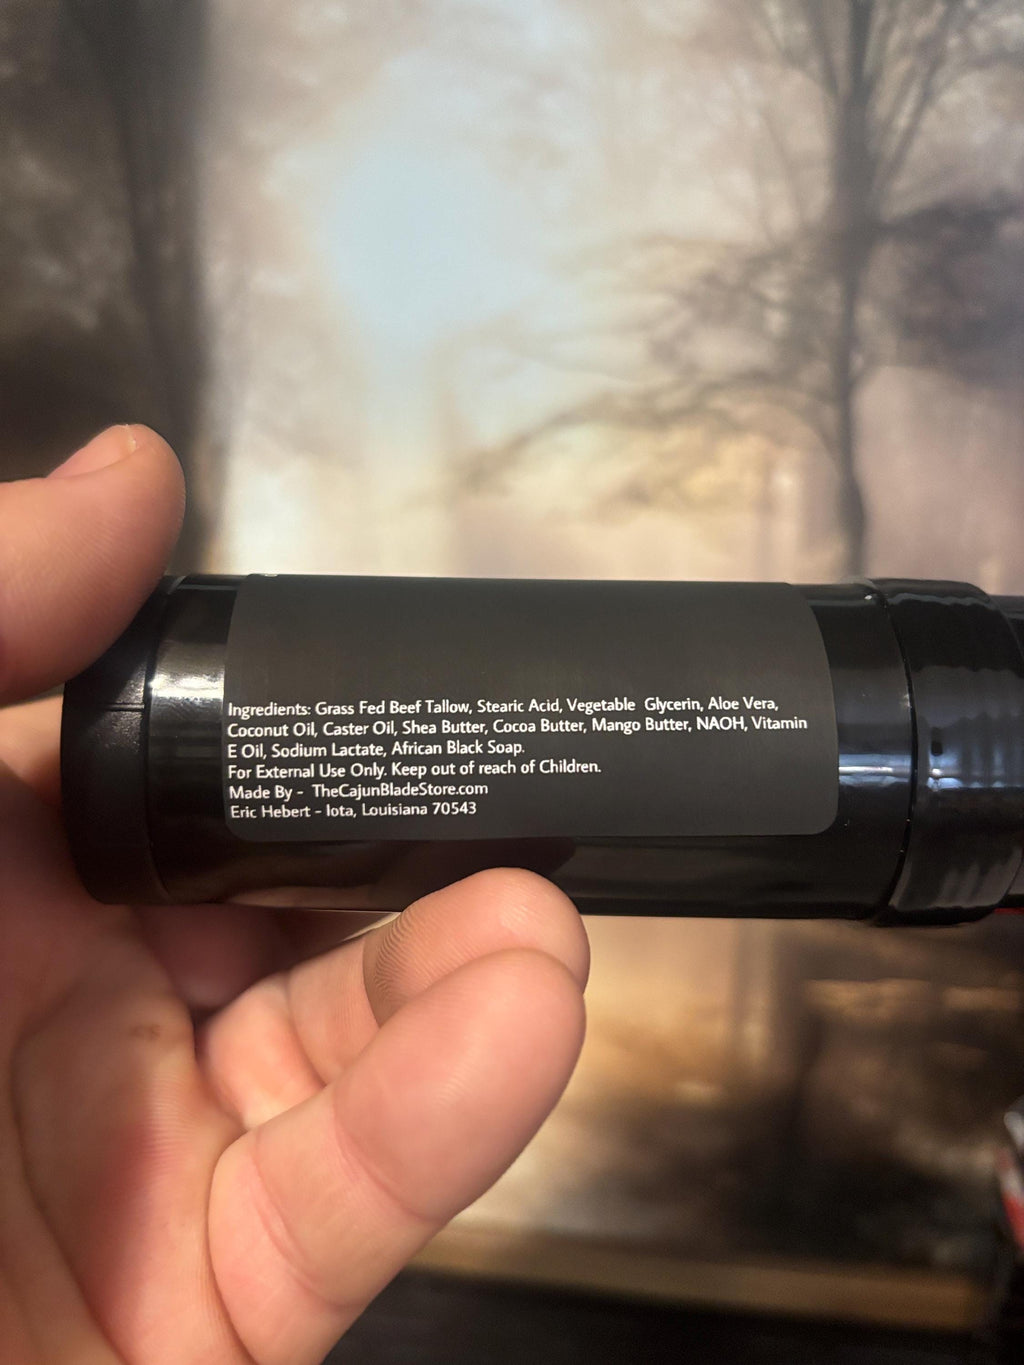 Ingredients: Grass Fed Beef Tallow, Stearic Acid, Vegetable Glycerin, Aloe Vera,
Coconut Oil, Caster Oil, Shea Butter, Cocoa Butter, Mango Butter, NAOH, Vitamin
E Oil, Sodium Lactate, African Black Soap.
For External Use Only. Keep out of reach of Children.
Made By - TheCajunBladeStore.com
Eric Hebert - Iota, Louisiana 70543